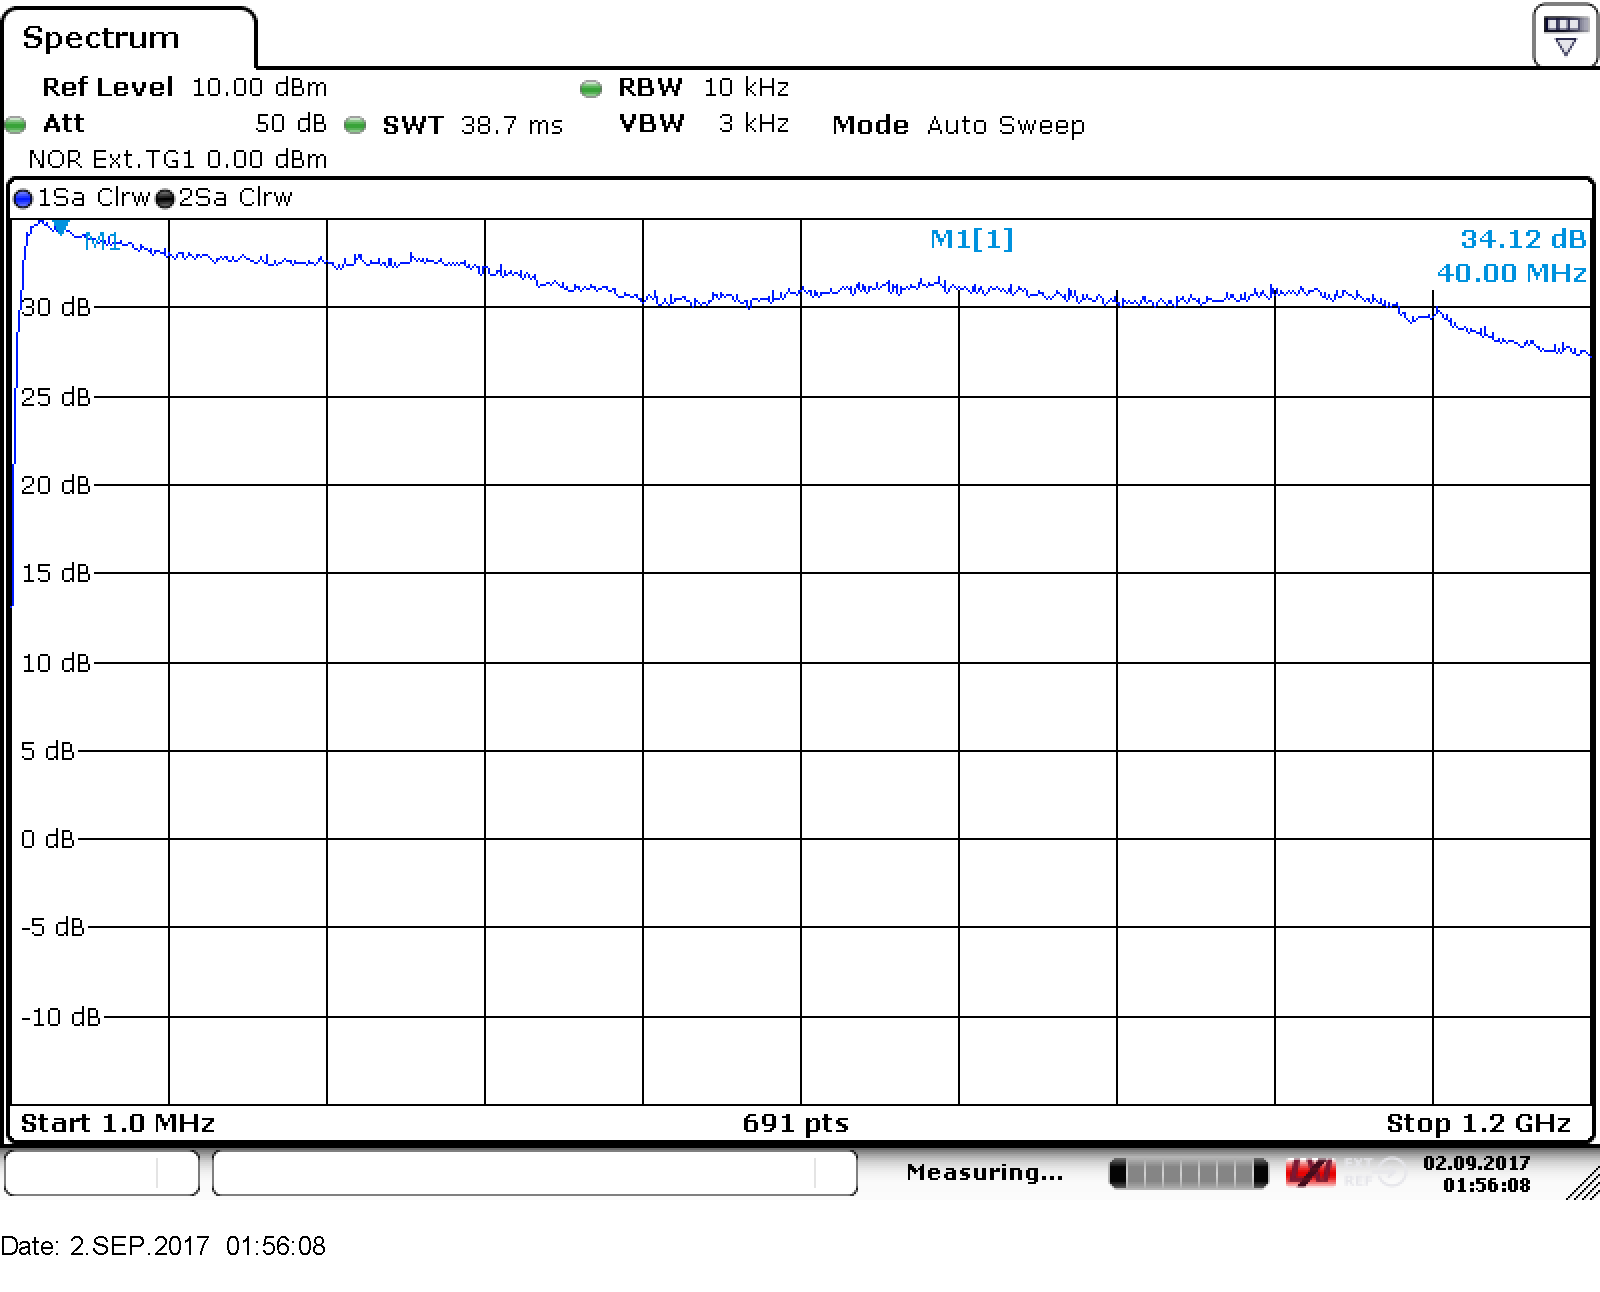 Spectrum
Ref Level 10.00 dBm RBW 10 kHz
Att 50 dB SWT 38.7 ms VBW 3 kHz Mode Auto Sweep
NOR Ext.TG1 0.00 dBm
1Sa Clrw 2Sa Clrw
M1 M1[1] 34.12 dB
40.00 MHz
30 dB
25 dB
20 dB
15 dB
10 dB
5 dB
0 dB
-5 dB
-10 dB
Start 1.0 MHz 691 pts Stop 1.2 GHz
Measuring... LXI EXT REF 02.09.2017
01:56:08
Date: 2.SEP.2017 01:56:08